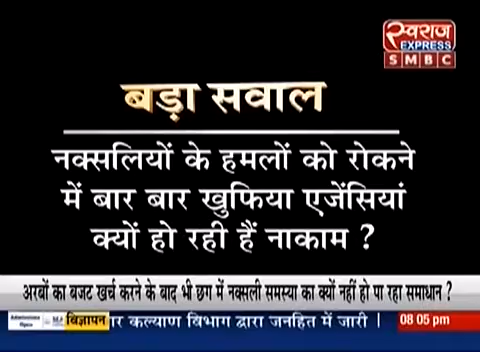 स्वराज
EXPRESS
SMBC
बड़ा सवाल
नक्सलियों के हमलों को रोकने
में बार बार खुफिया एजेंसियां
क्यों हो रही हैं नाकाम ?
अरबों का बजट खर्च करने के बाद भी छग में नक्सली समस्या का क्यों नहीं हो पा रहा समाधान ?
विज्ञापन कल्याण विभाग द्वारा जनहित में जारी | 08:05 pm